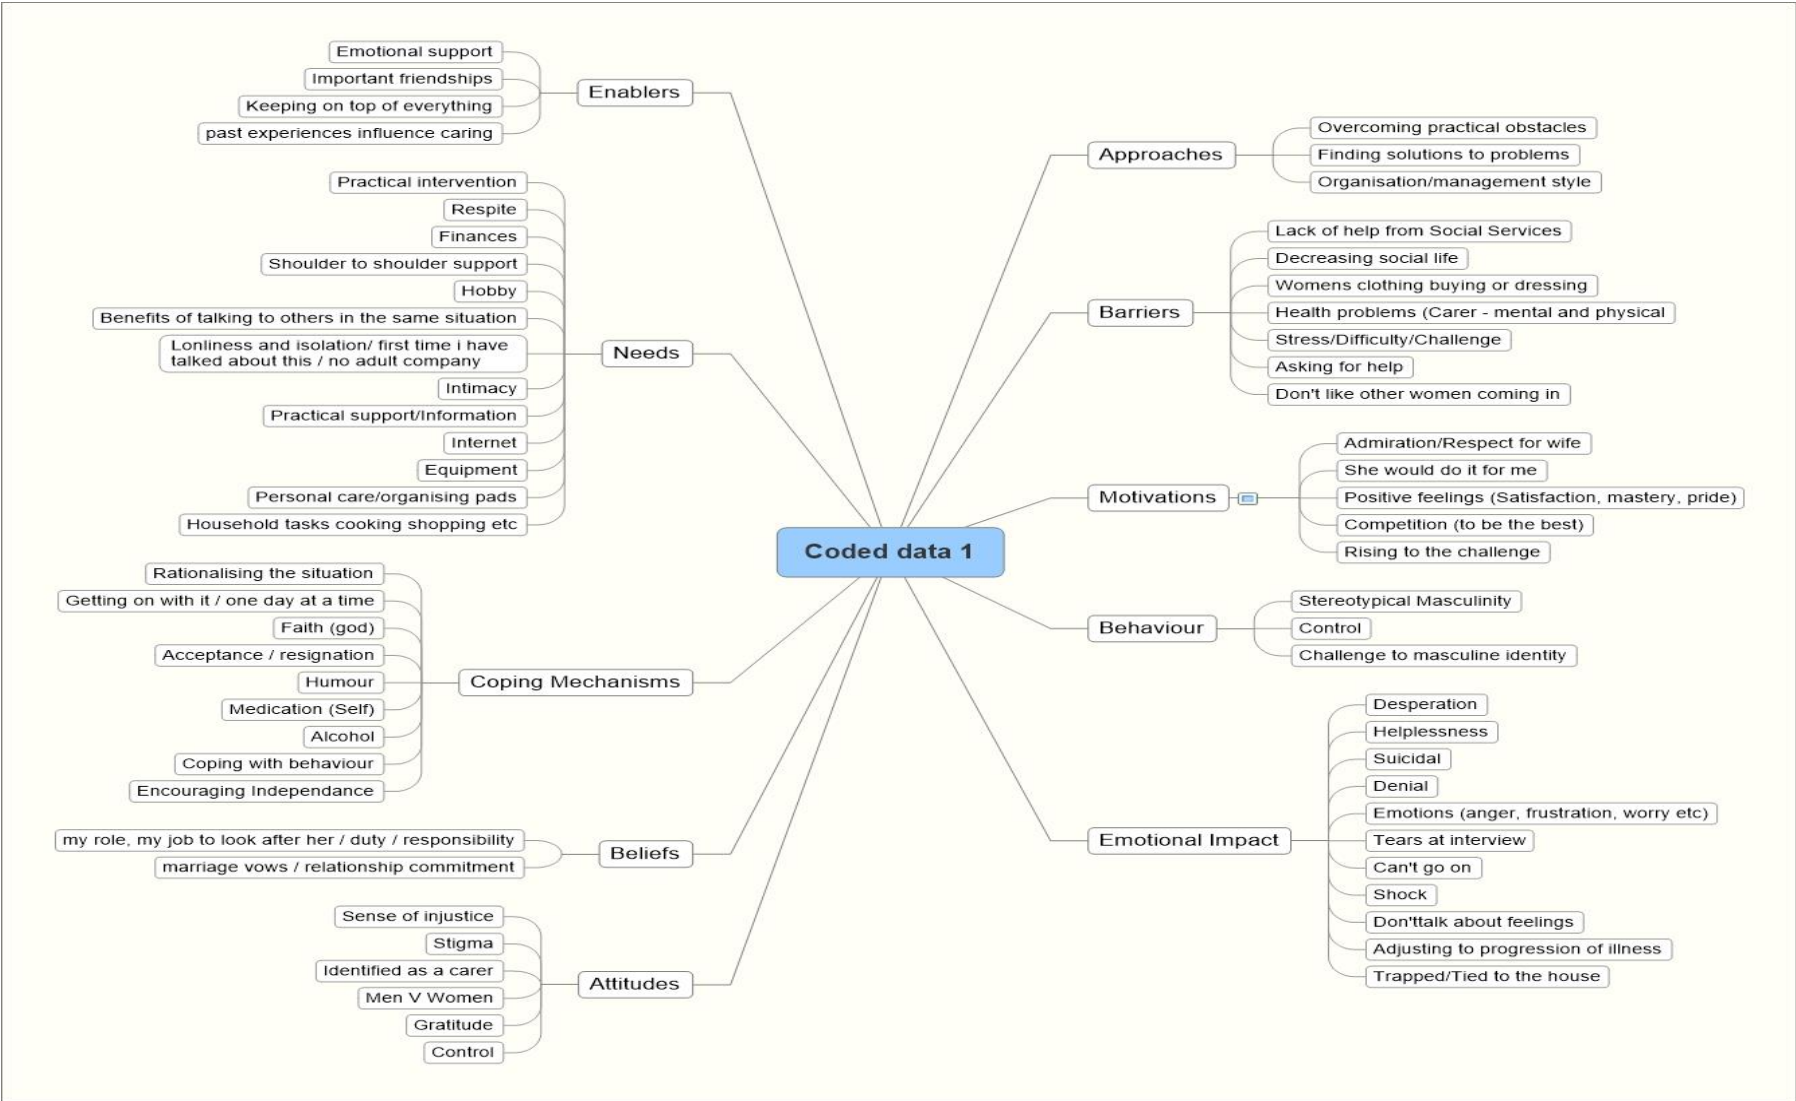 Coded data 1
Enablers
Emotional support
Important friendships
Keeping on top of everything
past experiences influence caring
Needs
Practical intervention
Respite
Finances
Shoulder to shoulder support
Hobby
Benefits of talking to others in the same situation
Lonliness and isolation/ first time i have
talked about this / no adult company
Intimacy
Practical support/Information
Internet
Equipment
Personal care/organising pads
Household tasks cooking shopping etc
Coping Mechanisms
Rationalising the situation
Getting on with it / one day at a time
Faith (god)
Acceptance / resignation
Humour
Medication (Self)
Alcohol
Coping with behaviour
Encouraging Independance
Beliefs
my role, my job to look after her / duty / responsibility
marriage vows / relationship commitment
Attitudes
Sense of injustice
Stigma
Identified as a carer
Men V Women
Gratitude
Control
Approaches
Overcoming practical obstacles
Finding solutions to problems
Organisation/management style
Barriers
Lack of help from Social Services
Decreasing social life
Womens clothing buying or dressing
Health problems (Carer - mental and physical
Stress/Difficulty/Challenge
Asking for help
Don't like other women coming in
Motivations
Admiration/Respect for wife
She would do it for me
Positive feelings (Satisfaction, mastery, pride)
Competition (to be the best)
Rising to the challenge
Behaviour
Stereotypical Masculinity
Control
Challenge to masculine identity
Emotional Impact
Desperation
Helplessness
Suicidal
Denial
Emotions (anger, frustration, worry etc)
Tears at interview
Can't go on
Shock
Don'ttalk about feelings
Adjusting to progression of illness
Trapped/Tied to the house